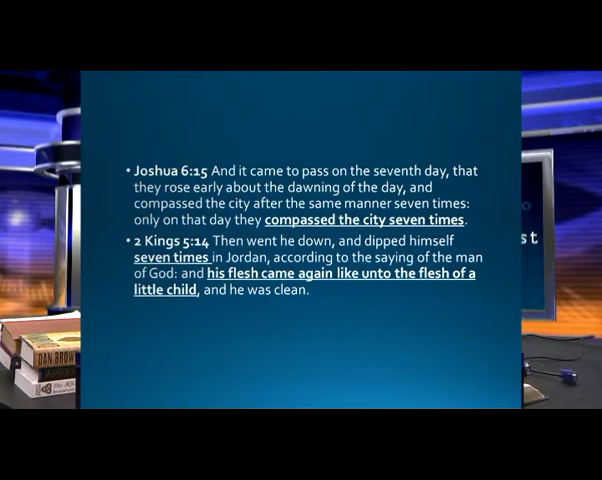 • Joshua 6:15 And it came to pass on the seventh day, that
they rose early about the dawning of the day, and
compassed the city after the same manner seven times:
only on that day they compassed the city seven times.
• 2 Kings 5:14 Then went he down, and dipped himself
seven times in Jordan, according to the saying of the man
of God: and his flesh came again like unto the flesh of a
little child, and he was clean.
st
DAN BROWN
The